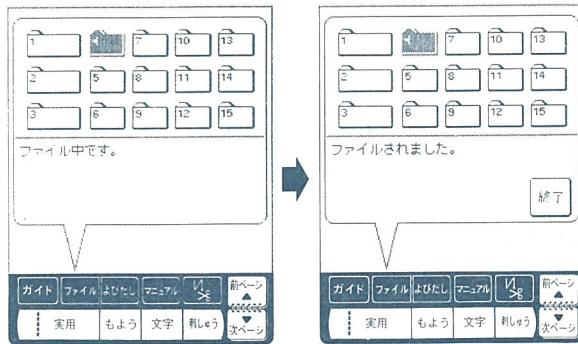 1 4 7 10 13
2 5 8 11 14
3 6 9 12 15
ファイル中です。
ガイド ファイル よびだし マニュアル 前ページ
実用 もよう 文字 刺しゅう 次ページ
1 4 7 10 13
2 5 8 11 14
3 6 9 12 15
ファイルされました。
終了
ガイド ファイル よびだし マニュアル 前ページ
実用 もよう 文字 刺しゅう 次ページ